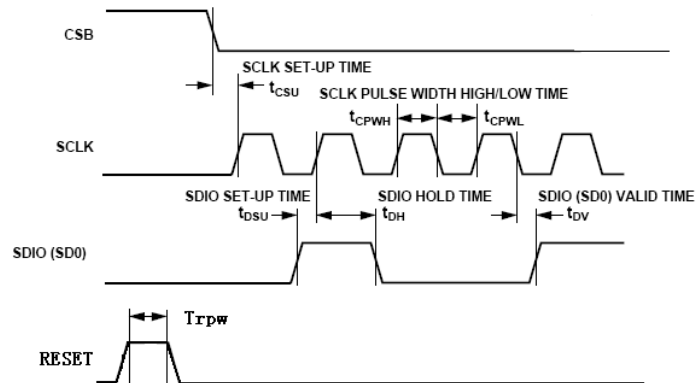 CSB
SCLK SET-UP TIME
tCSU
SCLK PULSE WIDTH HIGH/LOW TIME
tCPWH
tCPWL
SCLK
SDIO SET-UP TIME
SDIO HOLD TIME
SDIO (SD0) VALID TIME
tDSU
tDH
tDV
SDIO (SD0)
Trpw
RESET